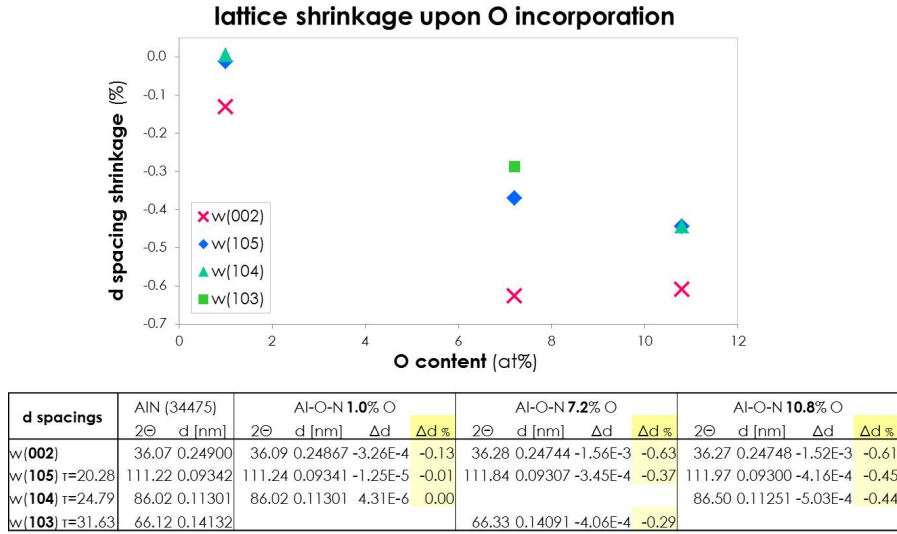 lattice shrinkage upon O incorporation
d spacing shrinkage (%)
0.0
-0.1
-0.2
-0.3
-0.4
-0.5
-0.6
-0.7
w(002)
w(105)
w(104)
w(103)
0 2 4 6 8 10 12
O content (at%)
d spacings AlN (34475) Al-O-N 1.0% O Al-O-N 7.2% O Al-O-N 10.8% O
2Θ d [nm] 2Θ d [nm] Δd Δd % 2Θ d [nm] Δd Δd % 2Θ d [nm] Δd Δd %
w(002) 36.07 0.24900 36.09 0.24867 -3.26E-4 -0.13 36.28 0.24744 -1.56E-3 -0.63 36.27 0.24748 -1.52E-3 -0.61
w(105) τ=20.28 111.22 0.09342 111.24 0.09341 -1.25E-5 -0.01 111.84 0.09307 -3.45E-4 -0.37 111.97 0.09300 -4.16E-4 -0.45
w(104) τ=24.79 86.02 0.11301 86.02 0.11301 4.31E-6 0.00 86.50 0.11251 -5.03E-4 -0.44
w(103) τ=31.63 66.12 0.14132 66.33 0.14091 -4.06E-4 -0.29